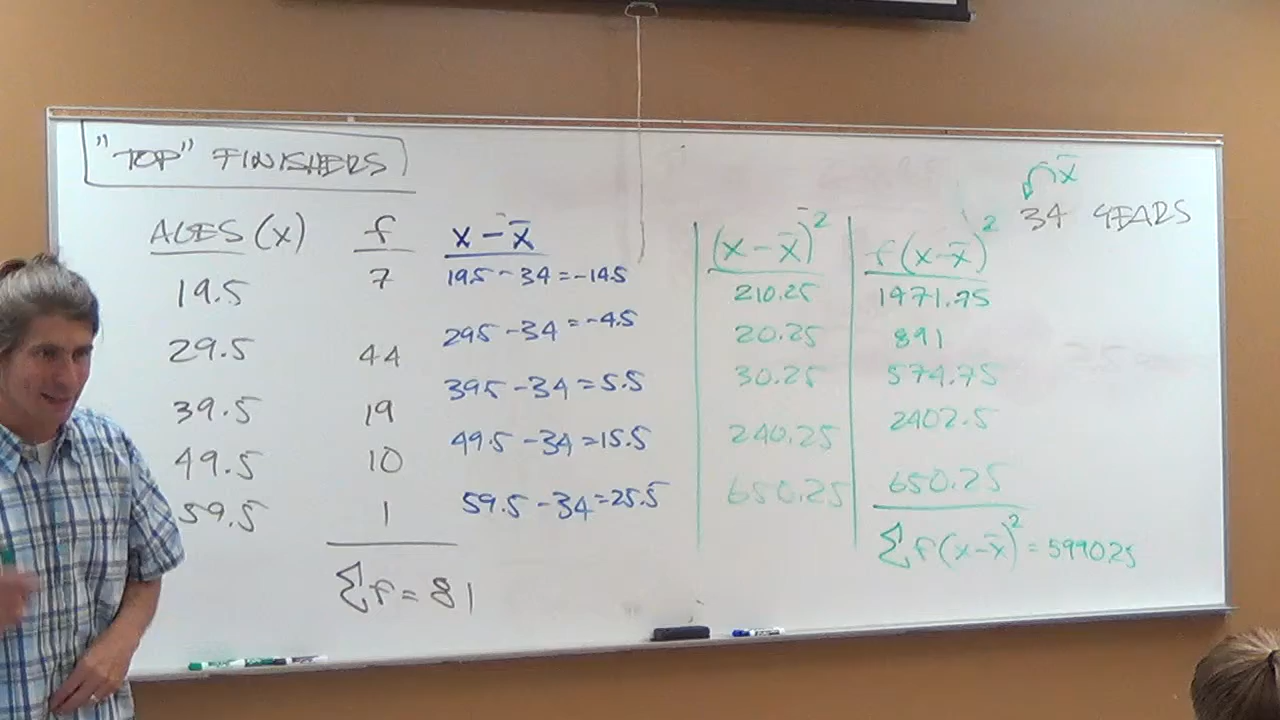 "TOP" FINISHERS
x̄
34 YEARS
AGES (x) f x - x̄ (x - x̄)² f(x - x̄)²
19.5 7 19.5 - 34 = -14.5 210.25 1471.75
29.5 44 29.5 - 34 = -4.5 20.25 891
39.5 19 39.5 - 34 = 5.5 30.25 574.75
49.5 10 49.5 - 34 = 15.5 240.25 2402.5
59.5 1 59.5 - 34 = 25.5 650.25 650.25
Σf = 81 Σ f(x - x̄)² = 5990.25